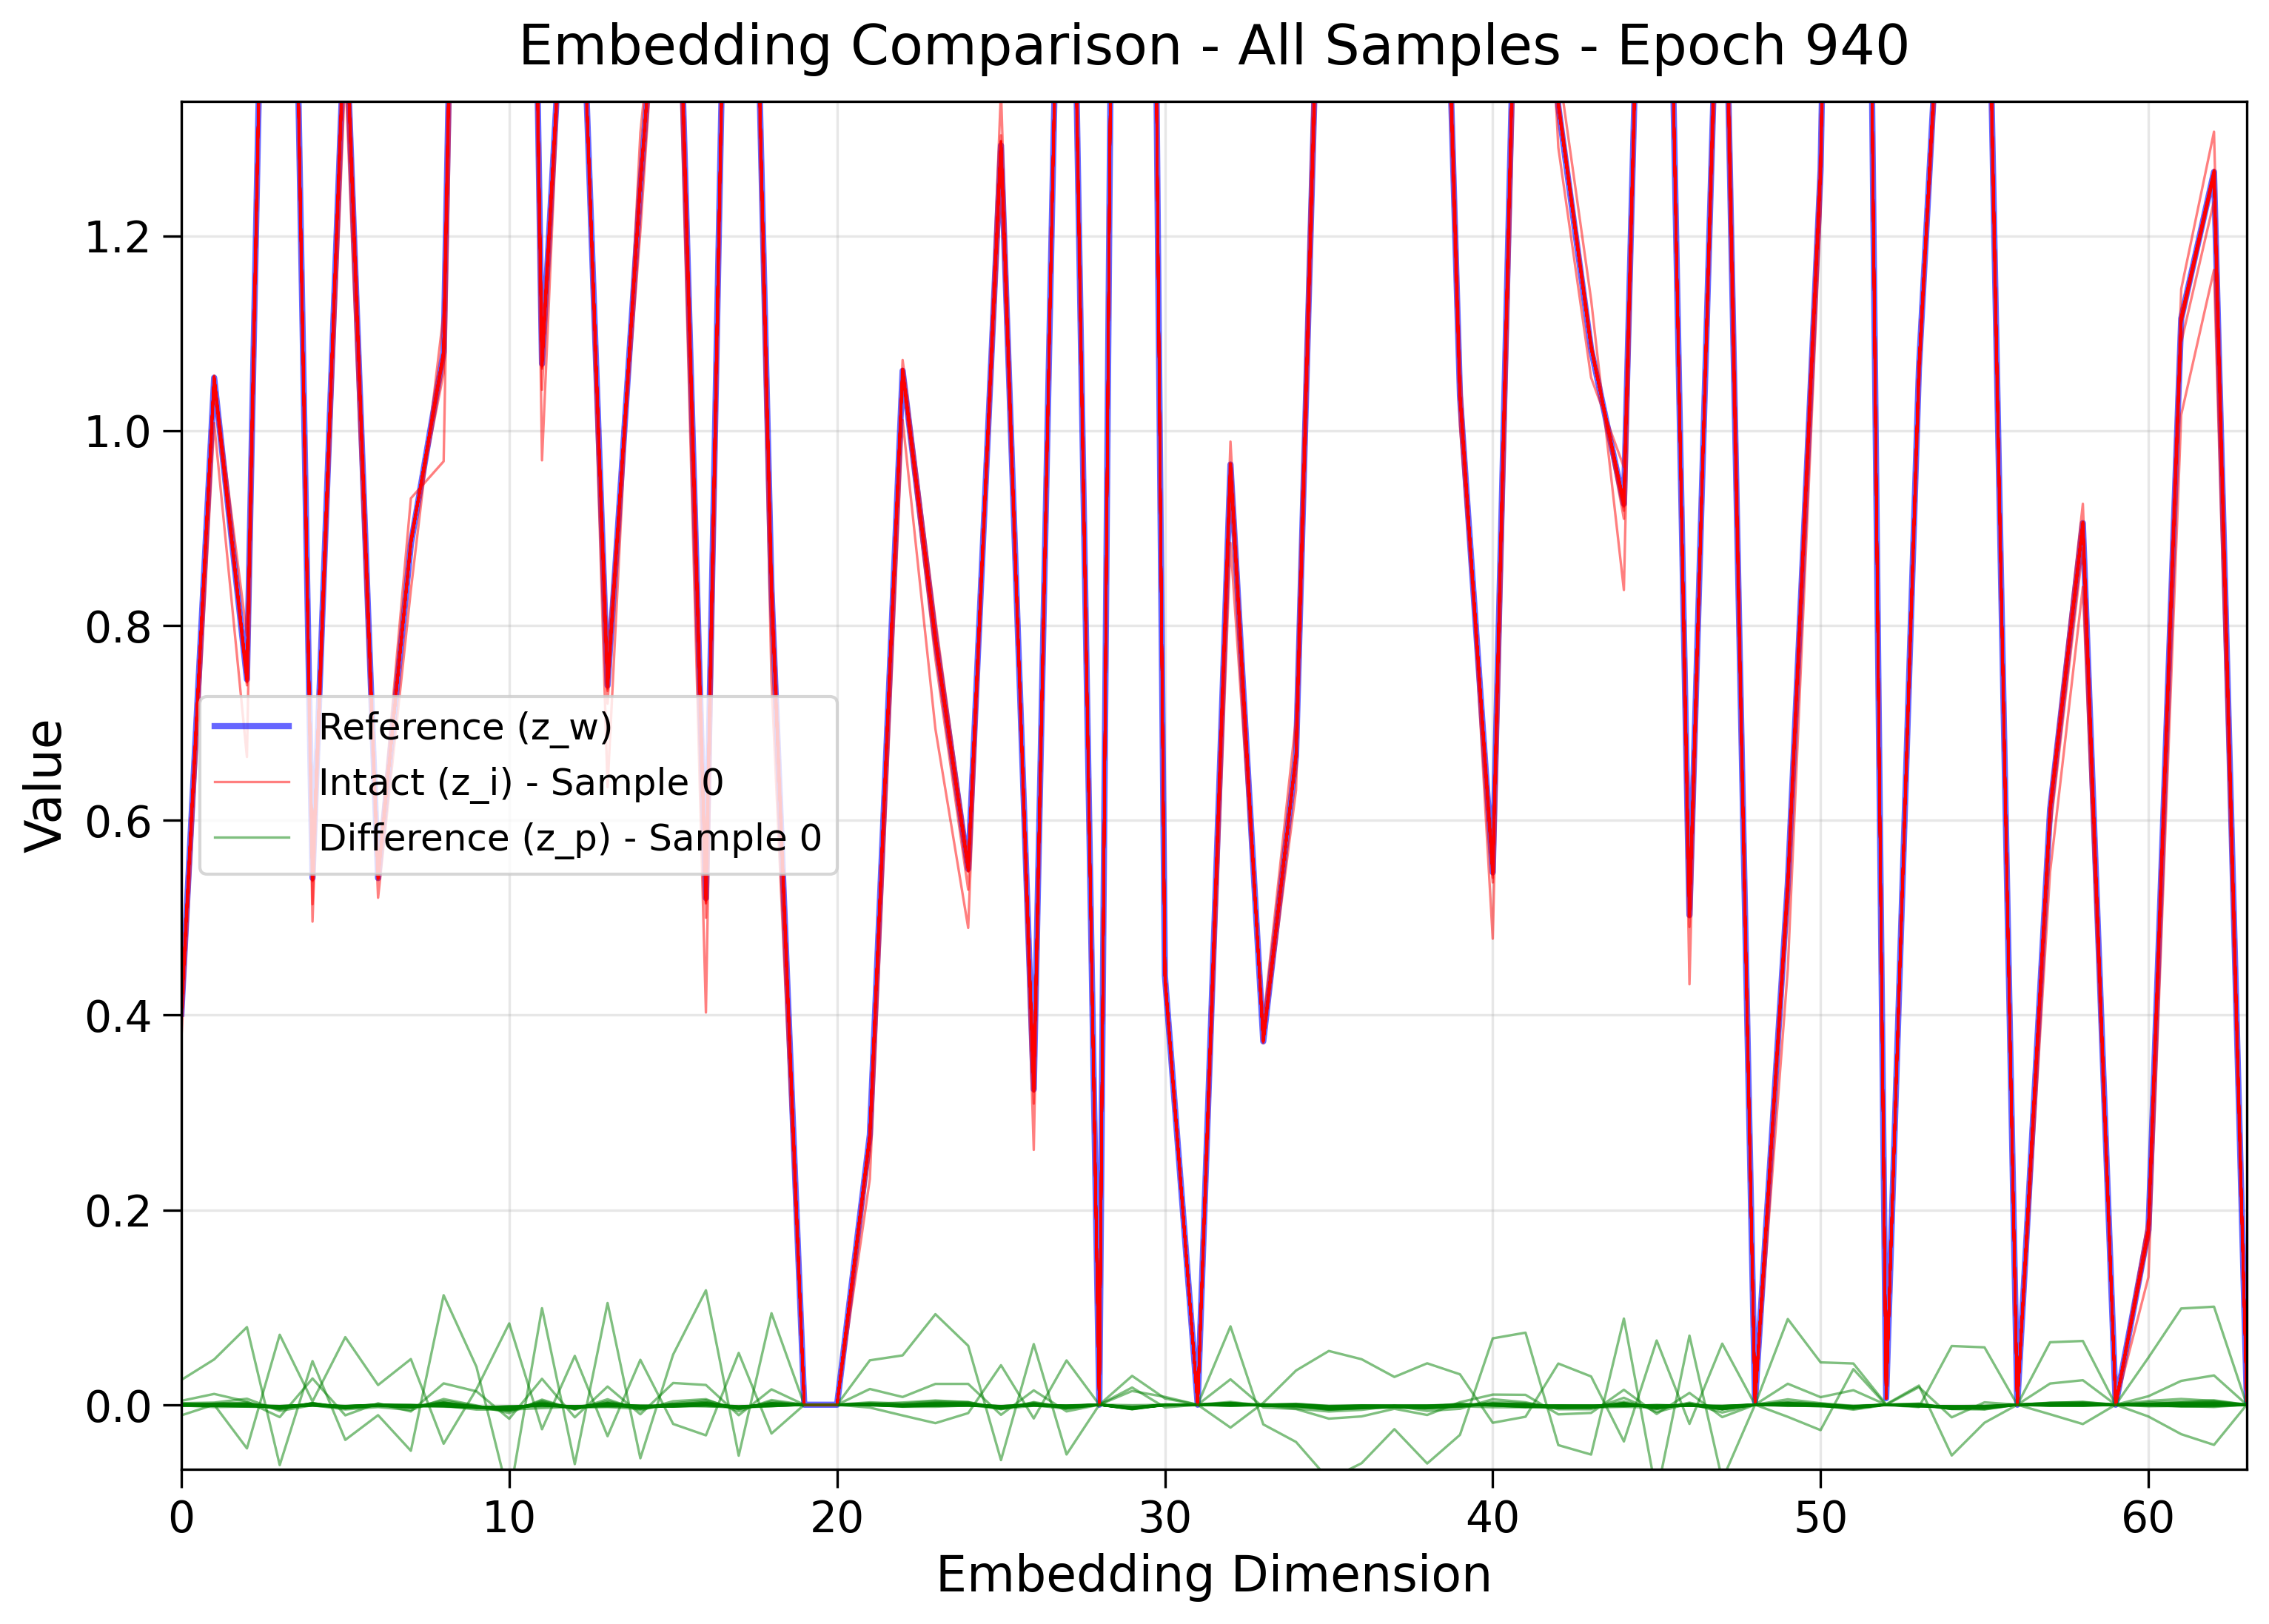 Embedding Comparison - All Samples - Epoch 940
Value
1.2
1.0
0.8
0.6
0.4
0.2
0.0
Reference (z_w)
Intact (z_i) - Sample 0
Difference (z_p) - Sample 0
0 10 20 30 40 50 60
Embedding Dimension